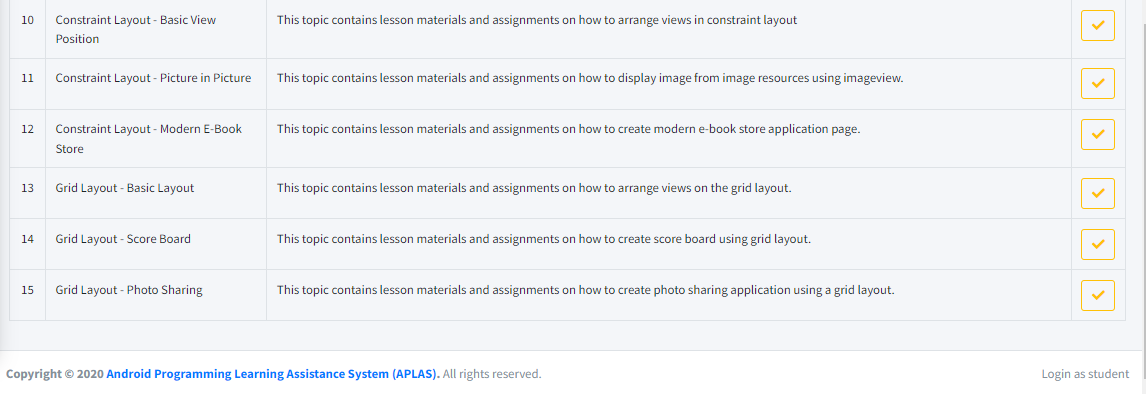 10 Constraint Layout - Basic View This topic contains lesson materials and assignments on how to arrange views in constraint layout
Position
11 Constraint Layout - Picture in Picture This topic contains lesson materials and assignments on how to display image from image resources using imageview.
12 Constraint Layout - Modern E-Book This topic contains lesson materials and assignments on how to create modern e-book store application page.
Store
13 Grid Layout - Basic Layout This topic contains lesson materials and assignments on how to arrange views on the grid layout.
14 Grid Layout - Score Board This topic contains lesson materials and assignments on how to create score board using grid layout.
15 Grid Layout - Photo Sharing This topic contains lesson materials and assignments on how to create photo sharing application using a grid layout.
Copyright © 2020 Android Programming Learning Assistance System (APLAS). All rights reserved. Login as student